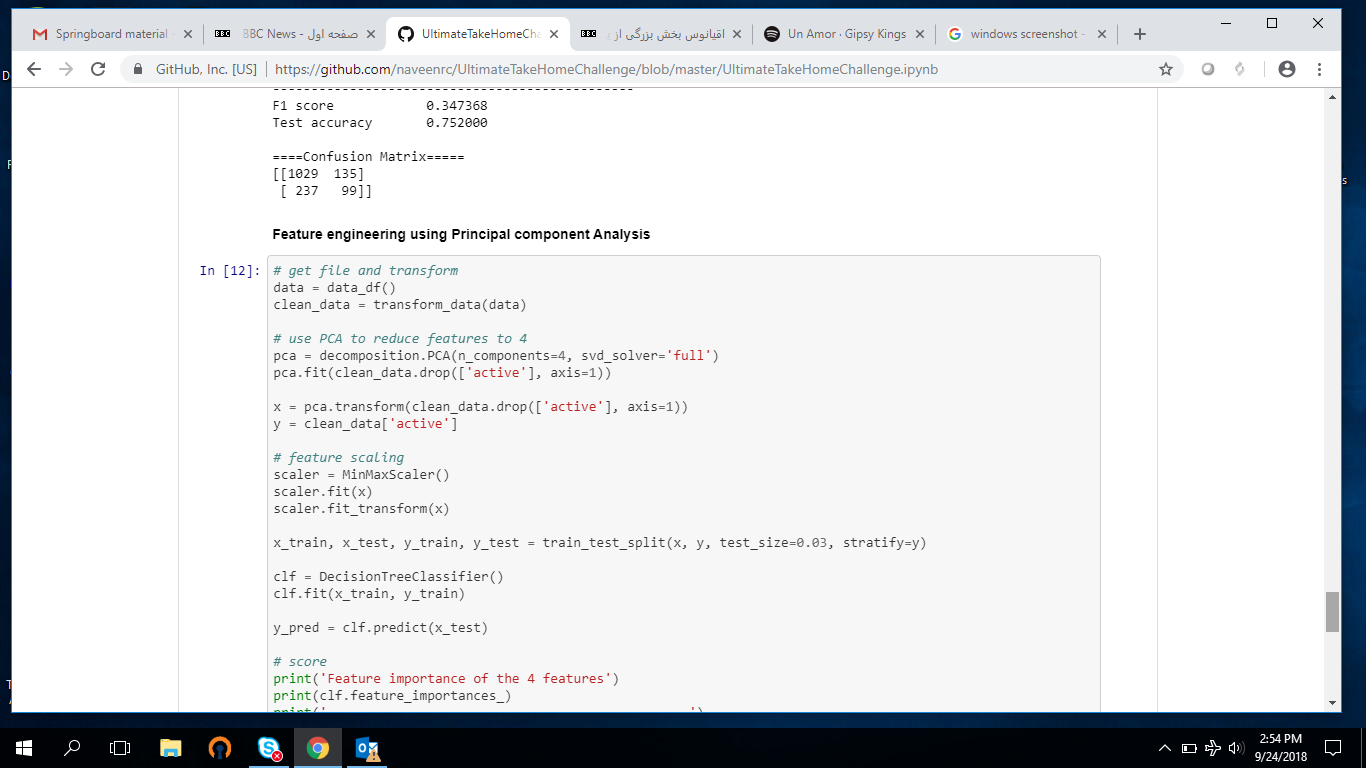 Springboard material
BBC News - صفحه اول
UltimateTakeHomeCha
اقیانوس بخش بزرگی از
Un Amor · Gipsy Kings
windows screenshot -
GitHub, Inc. [US] | https://github.com/naveenrc/UltimateTakeHomeChallenge/blob/master/UltimateTakeHomeChallenge.ipynb
F1 score 0.347368
Test accuracy 0.752000
====Confusion Matrix=====
[[1029 135]
[ 237 99]]
Feature engineering using Principal component Analysis
In [12]:
# get file and transform
data = data_df()
clean_data = transform_data(data)
# use PCA to reduce features to 4
pca = decomposition.PCA(n_components=4, svd_solver='full')
pca.fit(clean_data.drop(['active'], axis=1))
x = pca.transform(clean_data.drop(['active'], axis=1))
y = clean_data['active']
# feature scaling
scaler = MinMaxScaler()
scaler.fit(x)
scaler.fit_transform(x)
x_train, x_test, y_train, y_test = train_test_split(x, y, test_size=0.03, stratify=y)
clf = DecisionTreeClassifier()
clf.fit(x_train, y_train)
y_pred = clf.predict(x_test)
# score
print('Feature importance of the 4 features')
print(clf.feature_importances_)
2:54 PM
9/24/2018